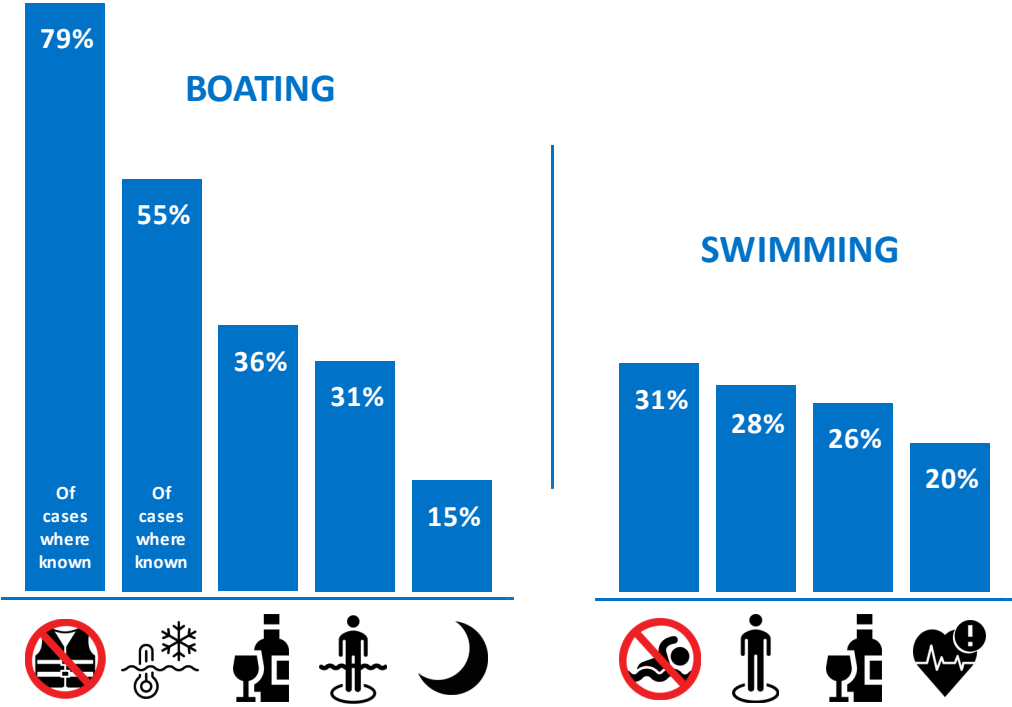 79%
BOATING
55%
36%
31%
15%
Of
cases
where
known
Of
cases
where
known
SWIMMING
31%
28%
26%
20%
!